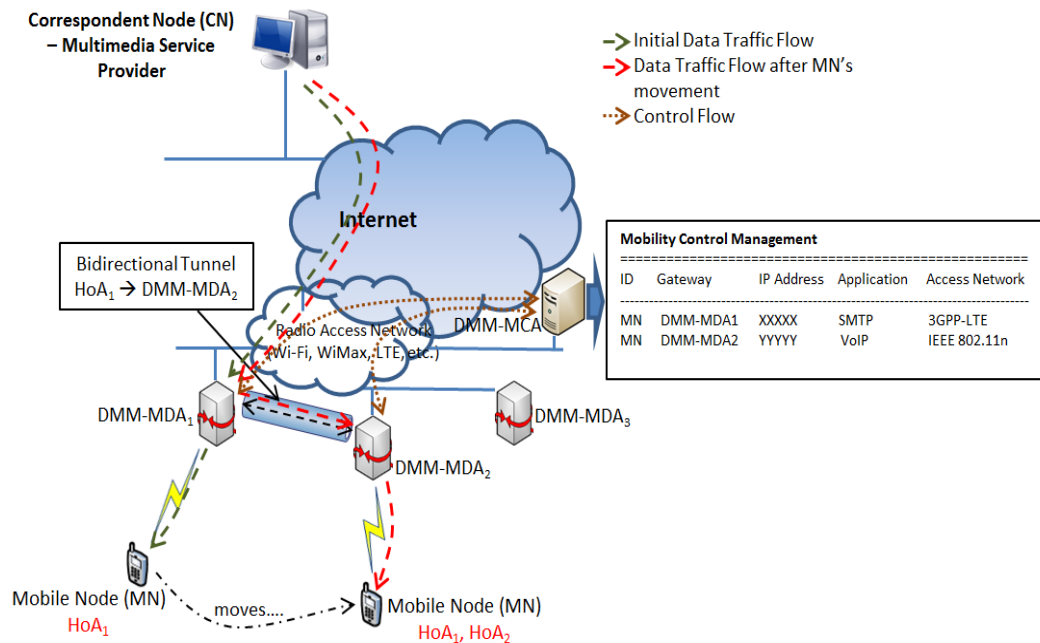 Correspondent Node (CN)
– Multimedia Service
Provider
Initial Data Traffic Flow
Data Traffic Flow after MN's
movement
Control Flow
Internet
Bidirectional Tunnel
HoA₁ → DMM-MDA₂
Radio Access Network
(Wi-Fi, WiMax, LTE, etc.)
DMM-MCA
Mobility Control Management
==========================================================
ID Gateway IP Address Application Access Network
----------------------------------------------------------
MN DMM-MDA1 XXXXX SMTP 3GPP-LTE
MN DMM-MDA2 YYYYY VoIP IEEE 802.11n
DMM-MDA₁
DMM-MDA₂
DMM-MDA₃
Mobile Node (MN)
HoA₁
moves....
Mobile Node (MN)
HoA₁, HoA₂